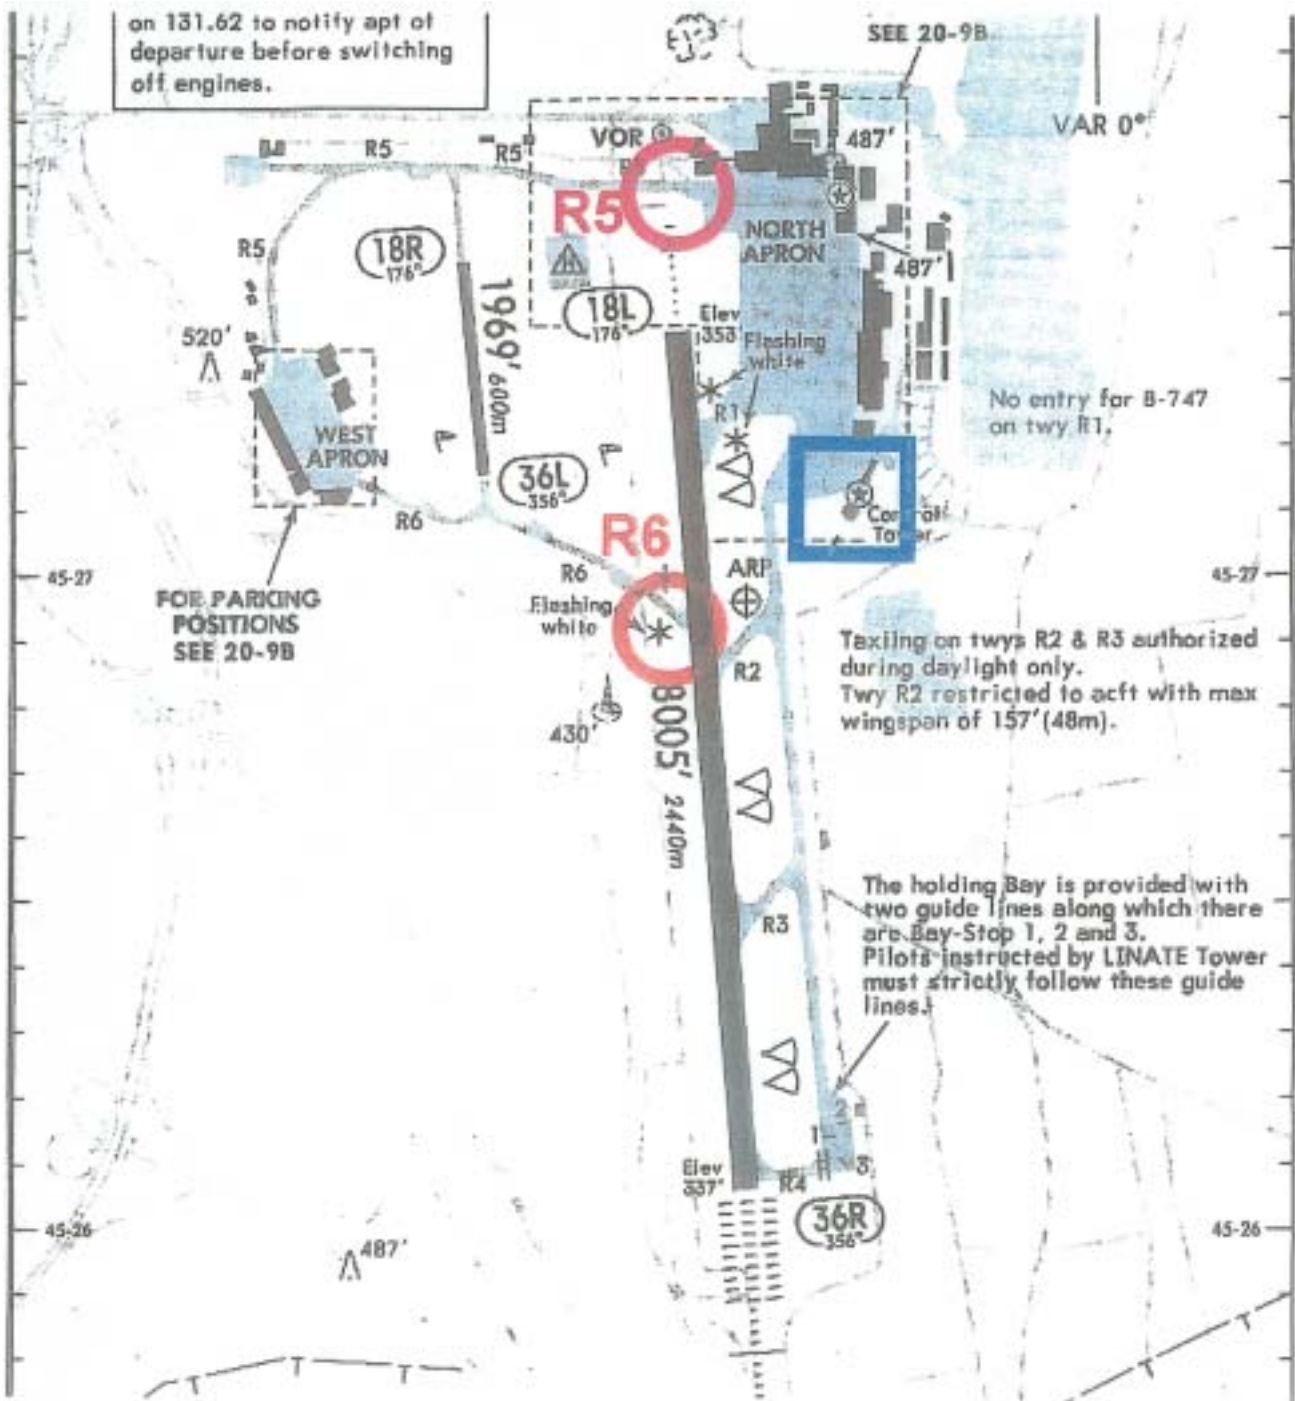 on 131.62 to notify apt of
departure before switching
off engines.
SEE 20-9B
VAR 0°
VOR
487'
R5
R5
R5
NORTH
APRON
487'
R5
18R
176°
18L
176°
1969' 600m
Elev
353'
Flashing
white
520'
R1
No entry for B-747
on twy R1.
WEST
APRON
36L
356°
R6
Control
Tower
R6
R6
45-27
45-27
ARP
FOR PARKING
POSITIONS
SEE 20-9B
Flashing
white
R2
Taxiing on twys R2 & R3 authorized
during daylight only.
Twy R2 restricted to acft with max
wingspan of 157'(48m).
430'
8005' 2440m
The holding Bay is provided with
two guide lines along which there
are Bay-Stop 1, 2 and 3.
Pilots instructed by LINATE Tower
must strictly follow these guide
lines.
R3
2
1
3
Elev
337'
R4
36R
356°
45-26
45-26
487'